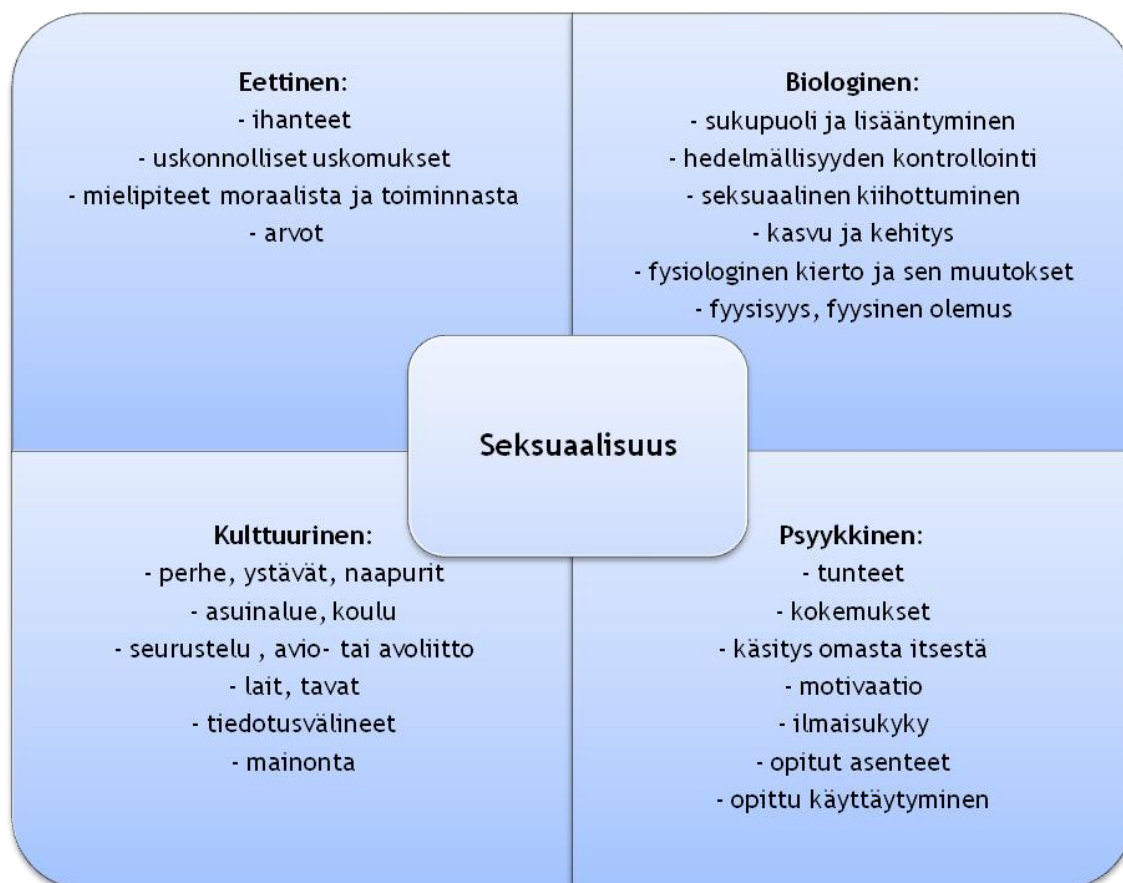 Eettinen:
- ihanteet
- uskonnolliset uskomukset
- mielipiteet moraalista ja toiminnasta
- arvot
Biologinen:
- sukupuoli ja lisääntyminen
- hedelmällisyyden kontrollointi
- seksuaalinen kiihottuminen
- kasvu ja kehitys
- fysiologinen kierto ja sen muutokset
- fyysisyys, fyysinen olemus
Seksuaalisuus
Kulttuurinen:
- perhe, ystävät, naapurit
- asuinalue, koulu
- seurustelu , avio- tai avoliitto
- lait, tavat
- tiedotusvälineet
- mainonta
Psyykkinen:
- tunteet
- kokemukset
- käsitys omasta itsestä
- motivaatio
- ilmaisukyky
- opitut asenteet
- opittu käyttäytyminen